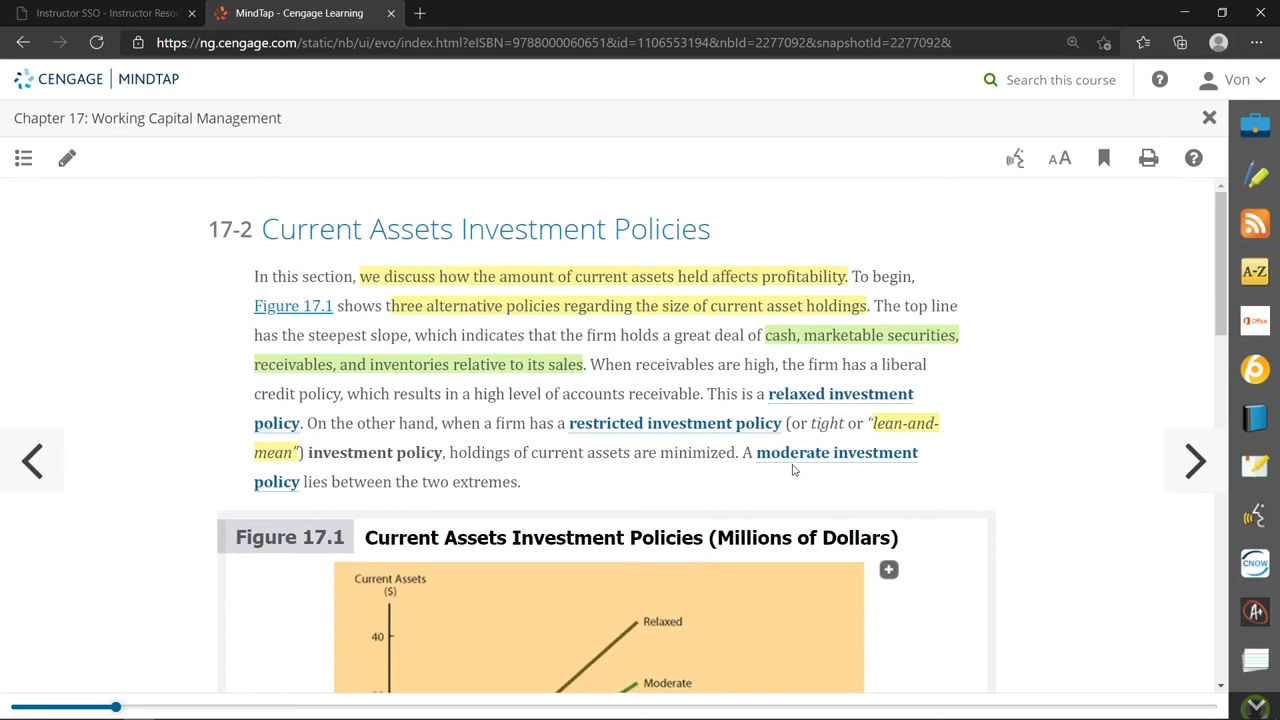 Instructor SSO - Instructor Resou
MindTap - Cengage Learning
https://ng.cengage.com/static/nb/ui/evo/index.html?eISBN=9788000060651&id=1106553194&nbId=2277092&snapshotId=2277092&
CENGAGE | MINDTAP
Search this course
Von
Chapter 17: Working Capital Management
AA
17-2 Current Assets Investment Policies
In this section, we discuss how the amount of current assets held affects profitability. To begin,
Figure 17.1 shows three alternative policies regarding the size of current asset holdings. The top line
has the steepest slope, which indicates that the firm holds a great deal of cash, marketable securities,
receivables, and inventories relative to its sales. When receivables are high, the firm has a liberal
credit policy, which results in a high level of accounts receivable. This is a relaxed investment
policy. On the other hand, when a firm has a restricted investment policy (or tight or “lean-and-
mean”) investment policy, holdings of current assets are minimized. A moderate investment
policy lies between the two extremes.
Figure 17.1 Current Assets Investment Policies (Millions of Dollars)
Current Assets
($)
Relaxed
40
Moderate
A-Z
Office
CNOW
A+